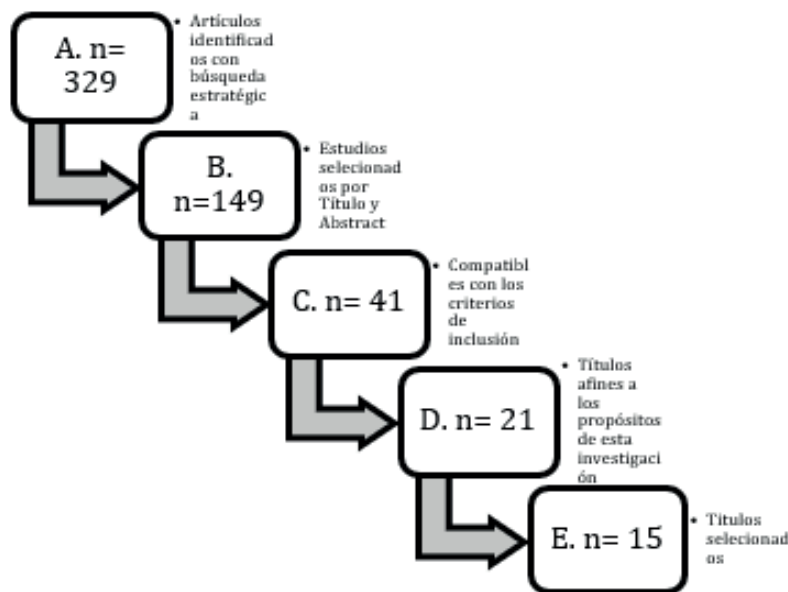 A. n=
329
• Artículos
identificad
os con
búsqueda
estratégic
a
B.
n=149
• Estudios
selecionad
os por
Título y
Abstract
C. n= 41
• Compatibl
es con los
criterios
de
inclusión
D. n= 21
• Títulos
afines a
los
propósitos
de esta
investigaci
ón
E. n= 15
• Titulos
selecionad
os